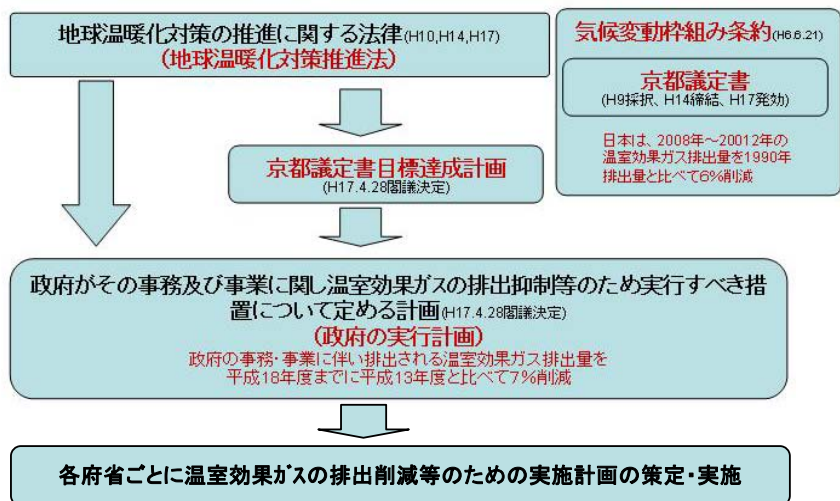 地球温暖化対策の推進に関する法律(H10,H14,H17)
(地球温暖化対策推進法)
気候変動枠組み条約(H6.6.21)
京都議定書
(H9採択、H14締結、H17発効)
日本は、2008年～20012年の
温室効果ガス排出量を1990年
排出量と比べて6%削減
京都議定書目標達成計画
(H17.4.28閣議決定)
政府がその事務及び事業に関し温室効果ガスの排出抑制等のため実行すべき措
置について定める計画(H17.4.28閣議決定)
(政府の実行計画)
政府の事務・事業に伴い排出される温室効果ガス排出量を
平成18年度までに平成13年度と比べて7%削減
各府省ごとに温室効果ガスの排出削減等のための実施計画の策定・実施